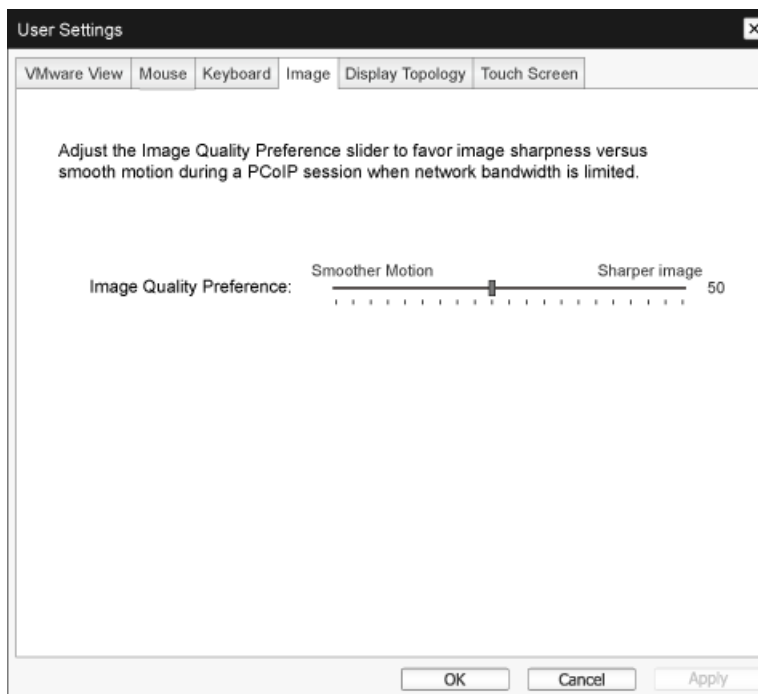 User Settings
VMware View Mouse Keyboard Image Display Topology Touch Screen
Adjust the Image Quality Preference slider to favor image sharpness versus
smooth motion during a PCoIP session when network bandwidth is limited.
Smoother Motion Sharper image
Image Quality Preference: 50
OK Cancel Apply